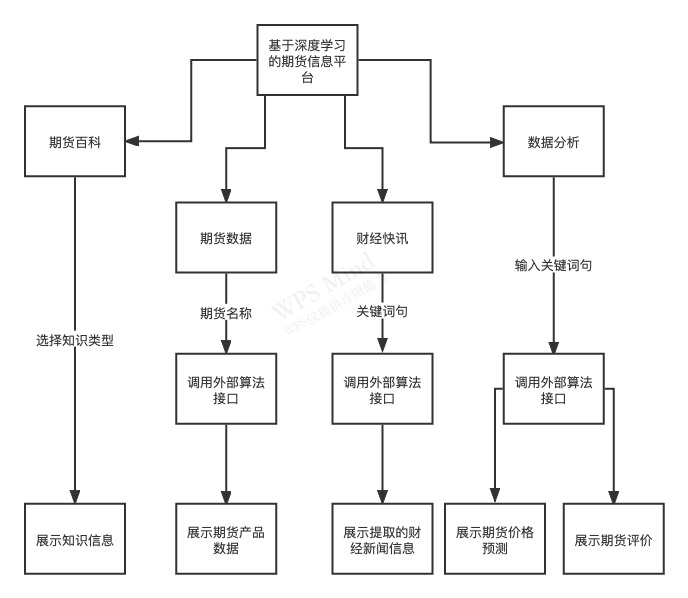 基于深度学习
的期货信息平
台
期货百科
数据分析
期货数据
财经快讯
输入关键词句
WPS Mind
期货名称
关键词句
选择知识类型
调用外部算法
接口
调用外部算法
接口
调用外部算法
接口
展示知识信息
展示期货产品
数据
展示提取的财
经新闻信息
展示期货价格
预测
展示期货评价